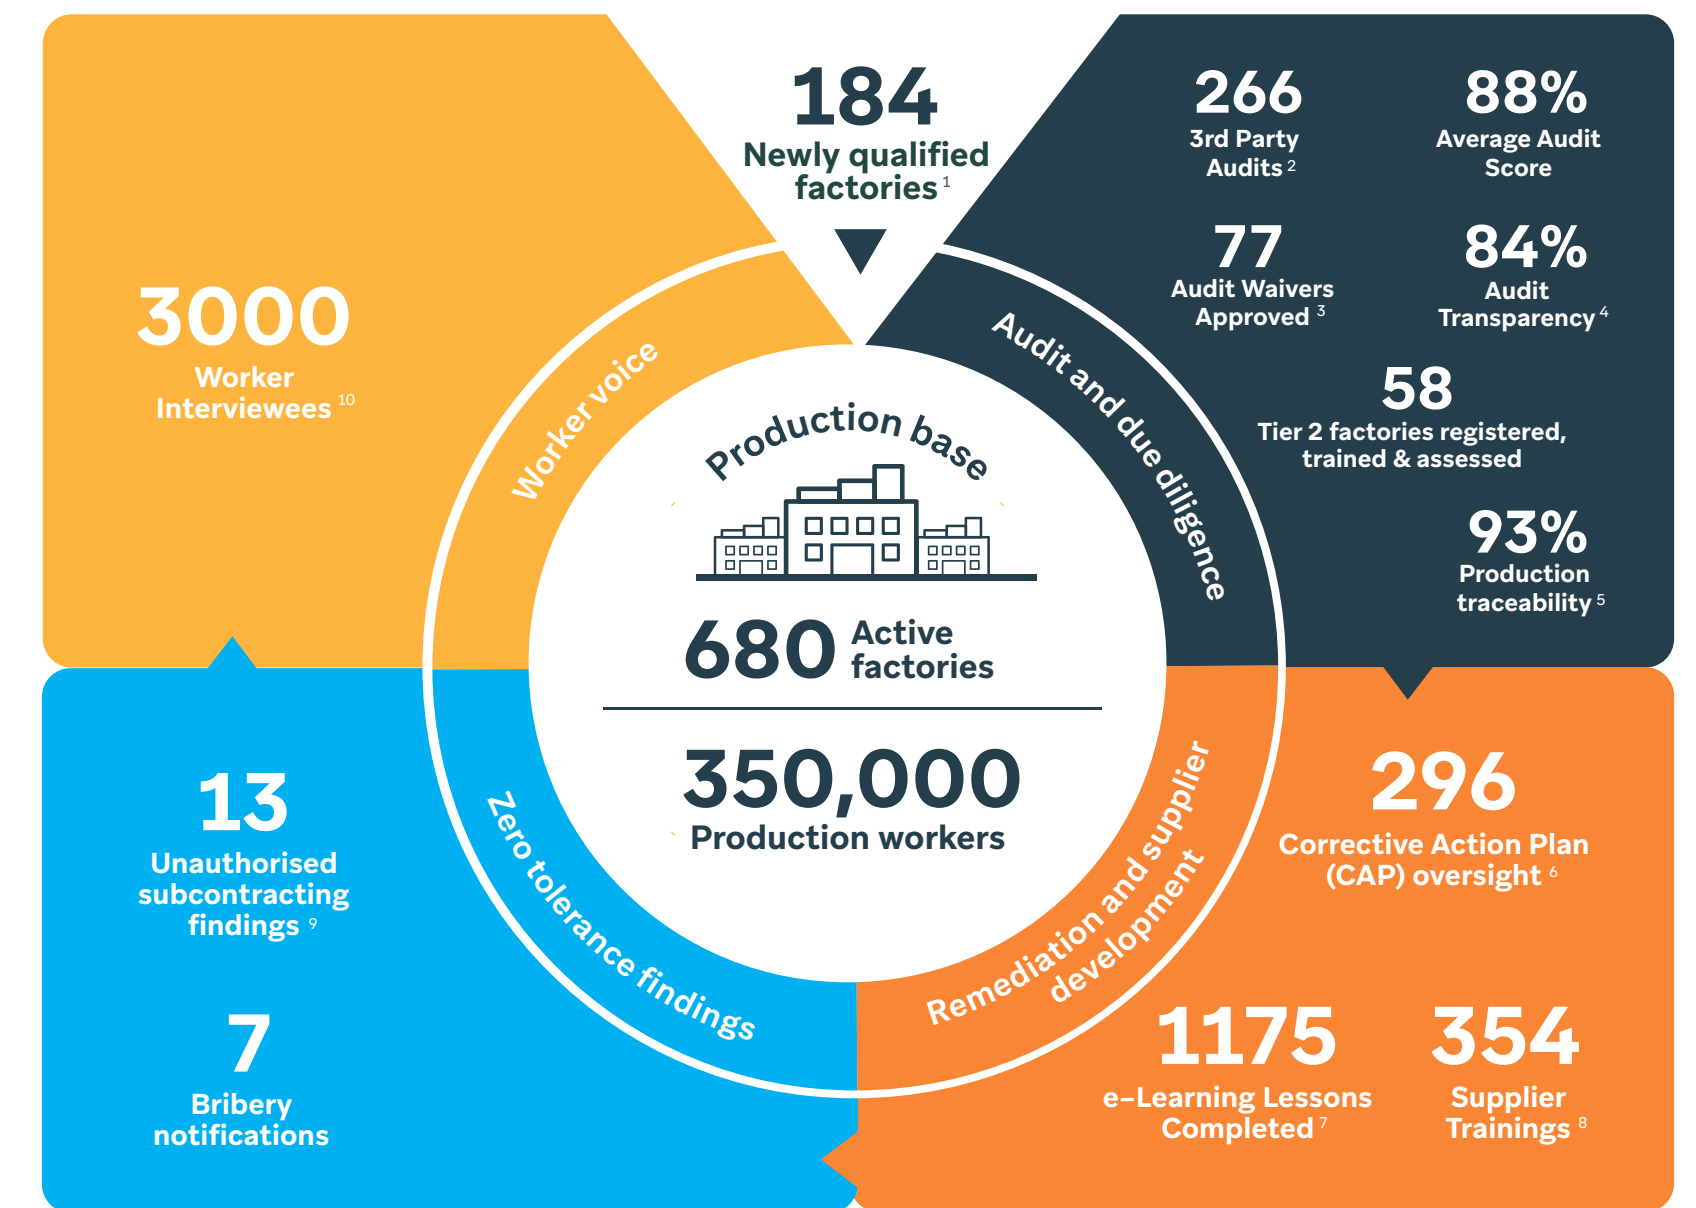 184
Newly qualified
factories 1
266
3rd Party
Audits 2
88%
Average Audit
Score
77
Audit Waivers
Approved 3
84%
Audit
Transparency 4
58
Tier 2 factories registered,
trained & assessed
93%
Production
traceability 5
Audit and due diligence
296
Corrective Action Plan
(CAP) oversight 6
1175
e-Learning Lessons
Completed 7
354
Supplier
Trainings 8
Remediation and supplier
development
13
Unauthorised
subcontracting
findings 9
7
Bribery
notifications
Zero tolerance findings
3000
Worker
Interviewees 10
Worker voice
Production base
680 Active
factories
350,000
Production workers